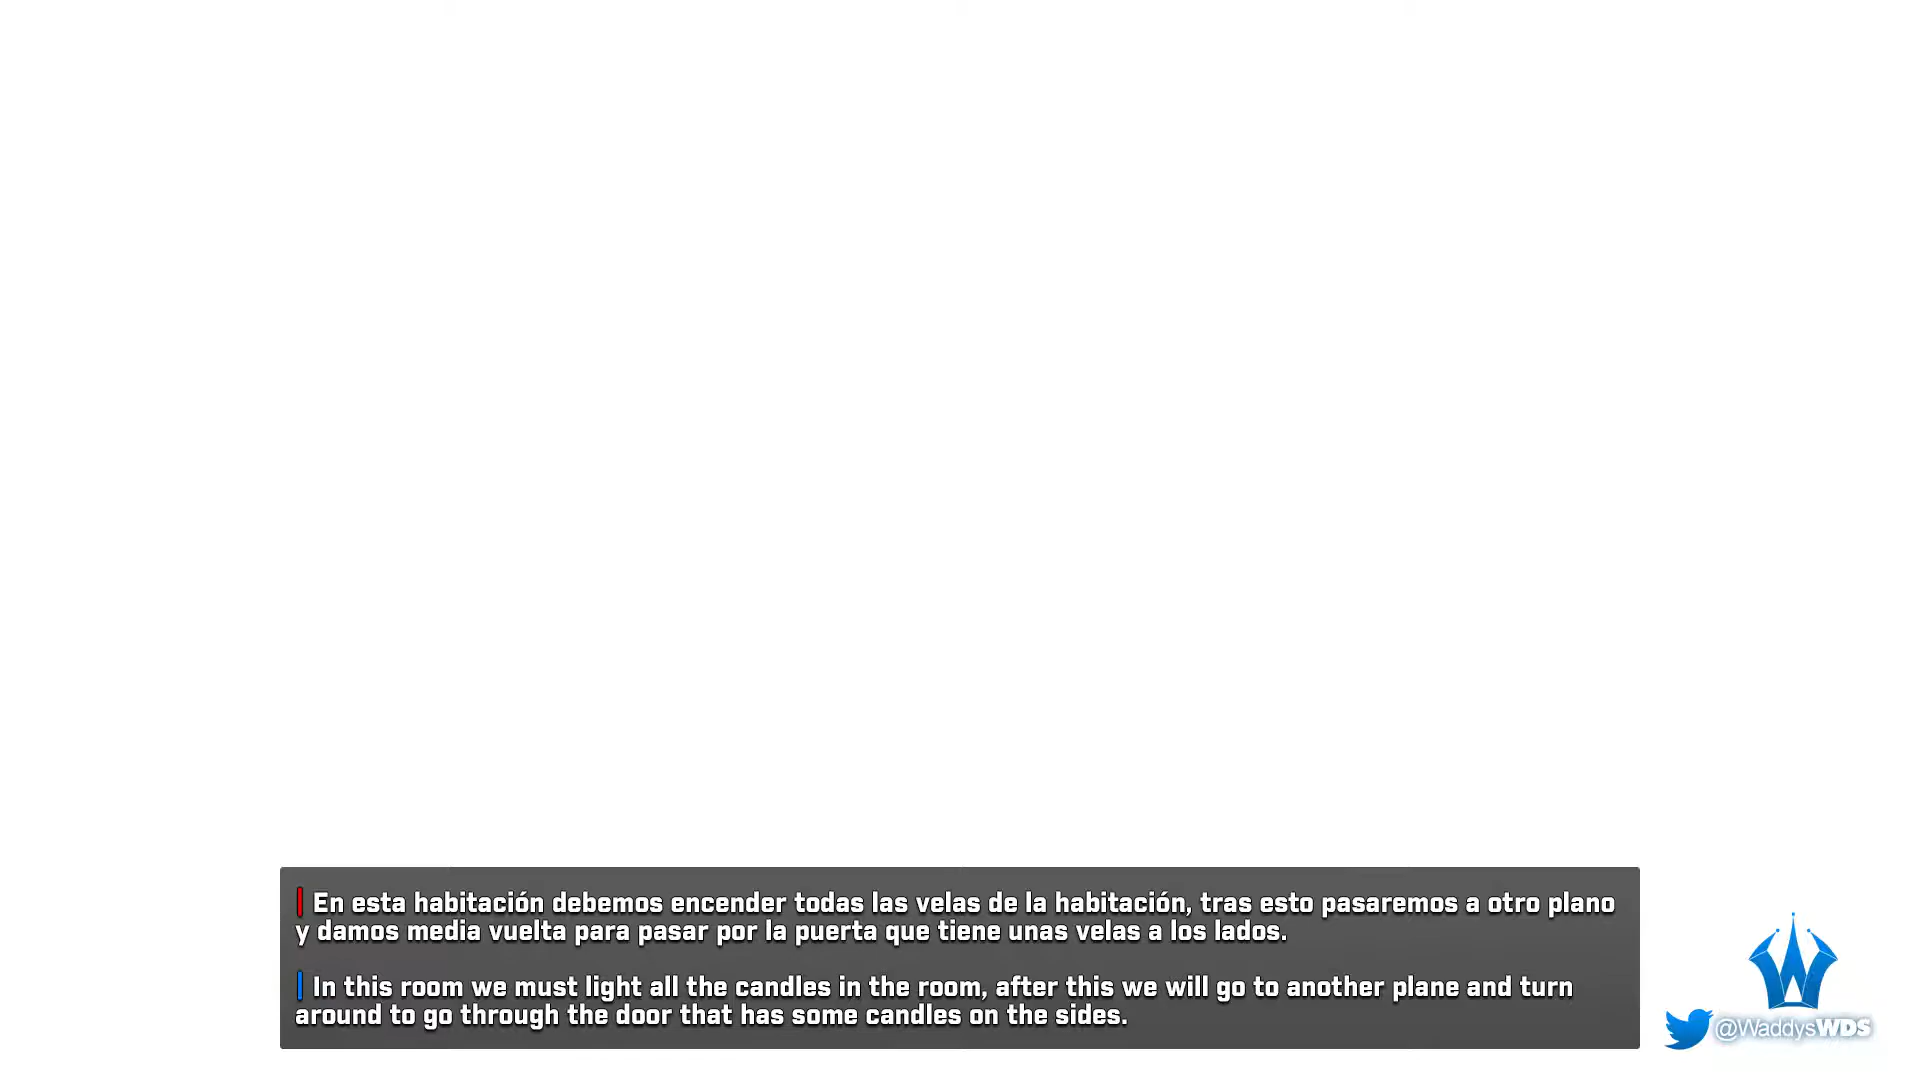 En esta habitación debemos encender todas las velas de la habitación, tras esto pasaremos a otro plano
y damos media vuelta para pasar por la puerta que tiene unas velas a los lados.
In this room we must light all the candles in the room, after this we will go to another plane and turn
around to go through the door that has some candles on the sides.
@WaddysWDS